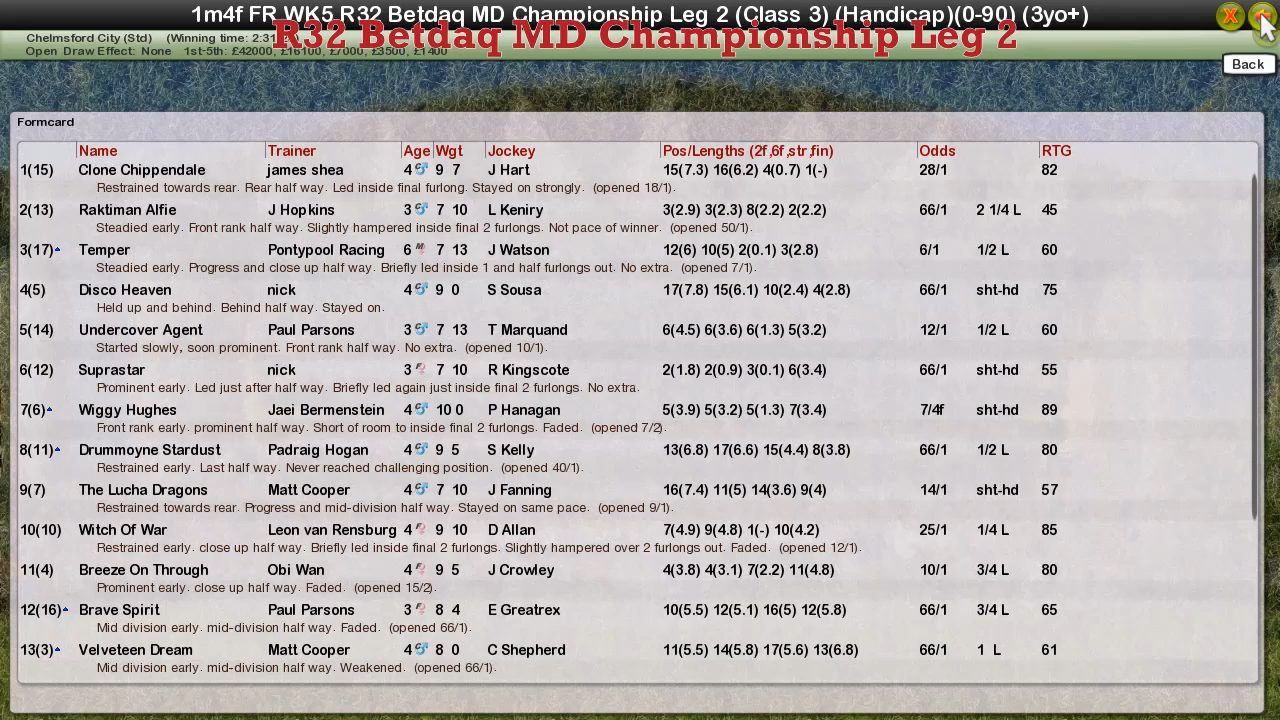 1m4f FR WK5 R32 Betdaq MD Championship Leg 2 (Class 3) (Handicap)(0-90) (3yo+)
R32 Betdaq MD Championship Leg 2
Chelmsford City (Std) (Winning time: 2:31
Open Draw Effect: None 1st-5th: £42000, £16100, £7000, £3500, £1400
Back
Formcard
Name Trainer Age Wgt Jockey Pos/Lengths (2f,6f,str,fin) Odds RTG
1(15) Clone Chippendale james shea 4 9 7 J Hart 15(7.3) 16(6.2) 4(0.7) 1(-) 28/1 82
Restrained towards rear. Rear half way. Led inside final furlong. Stayed on strongly. (opened 18/1).
2(13) Raktiman Alfie J Hopkins 3 7 10 L Keniry 3(2.9) 3(2.3) 8(2.2) 2(2.2) 66/1 2 1/4 L 45
Steadied early. Front rank half way. Slightly hampered inside final 2 furlongs. Not pace of winner. (opened 50/1).
3(17) Temper Pontypool Racing 6 M 7 13 J Watson 12(6) 10(5) 2(0.1) 3(2.8) 6/1 1/2 L 60
Steadied early. Progress and close up half way. Briefly led inside 1 and half furlongs out. No extra. (opened 7/1).
4(5) Disco Heaven nick 4 9 0 S Sousa 17(7.8) 15(6.1) 10(2.4) 4(2.8) 66/1 sht-hd 75
Held up and behind. Behind half way. Stayed on.
5(14) Undercover Agent Paul Parsons 3 7 13 T Marquand 6(4.5) 6(3.6) 6(1.3) 5(3.2) 12/1 1/2 L 60
Started slowly, soon prominent. Front rank half way. No extra. (opened 10/1).
6(12) Suprastar nick 3 7 10 R Kingscote 2(1.8) 2(0.9) 3(0.1) 6(3.4) 66/1 sht-hd 55
Prominent early. Led just after half way. Briefly led again just inside final 2 furlongs. No extra.
7(6) Wiggy Hughes Jaei Bermenstein 4 10 0 P Hanagan 5(3.9) 5(3.2) 5(1.3) 7(3.4) 7/4f sht-hd 89
Front rank early. prominent half way. Short of room to inside final 2 furlongs. Faded. (opened 7/2).
8(11) Drummoyne Stardust Padraig Hogan 4 9 5 S Kelly 13(6.8) 17(6.6) 15(4.4) 8(3.8) 66/1 1/2 L 80
Restrained early. Last half way. Never reached challenging position. (opened 40/1).
9(7) The Lucha Dragons Matt Cooper 4 7 10 J Fanning 16(7.4) 11(5) 14(3.6) 9(4) 14/1 sht-hd 57
Restrained towards rear. Progress and mid-division half way. Stayed on same pace. (opened 9/1).
10(10) Witch Of War Leon van Rensburg 4 9 10 D Allan 7(4.9) 9(4.8) 1(-) 10(4.2) 25/1 1/4 L 85
Restrained early. close up half way. Briefly led inside final 2 furlongs. Slightly hampered over 2 furlongs out. Faded. (opened 12/1).
11(4) Breeze On Through Obi Wan 4 9 5 J Crowley 4(3.8) 4(3.1) 7(2.2) 11(4.8) 10/1 3/4 L 80
Prominent early. close up half way. Faded. (opened 15/2).
12(16) Brave Spirit Paul Parsons 3 8 4 E Greatrex 10(5.5) 12(5.1) 16(5) 12(5.8) 66/1 3/4 L 65
Mid division early. mid-division half way. Faded. (opened 66/1).
13(3) Velveteen Dream Matt Cooper 4 8 0 C Shepherd 11(5.5) 14(5.8) 17(5.6) 13(6.8) 66/1 1 L 61
Mid division early. mid-division half way. Weakened. (opened 66/1).